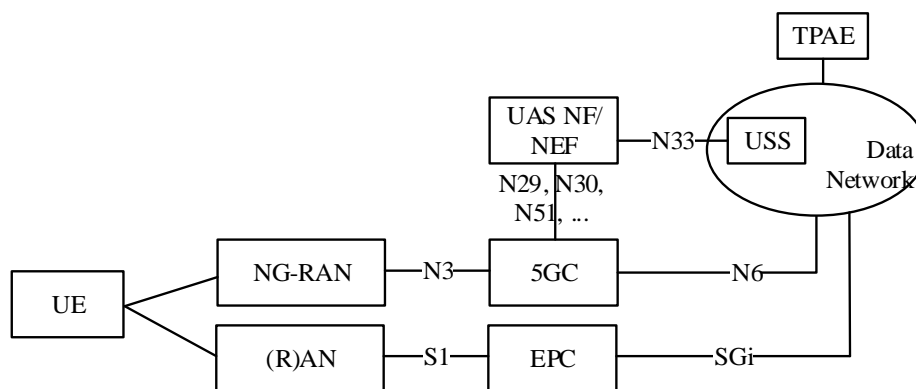 TPAE
UAS NF/
NEF
N33
USS
Data
Network
N29, N30,
N51, ...
UE
NG-RAN
N3
5GC
N6
(R)AN
S1
EPC
SGi